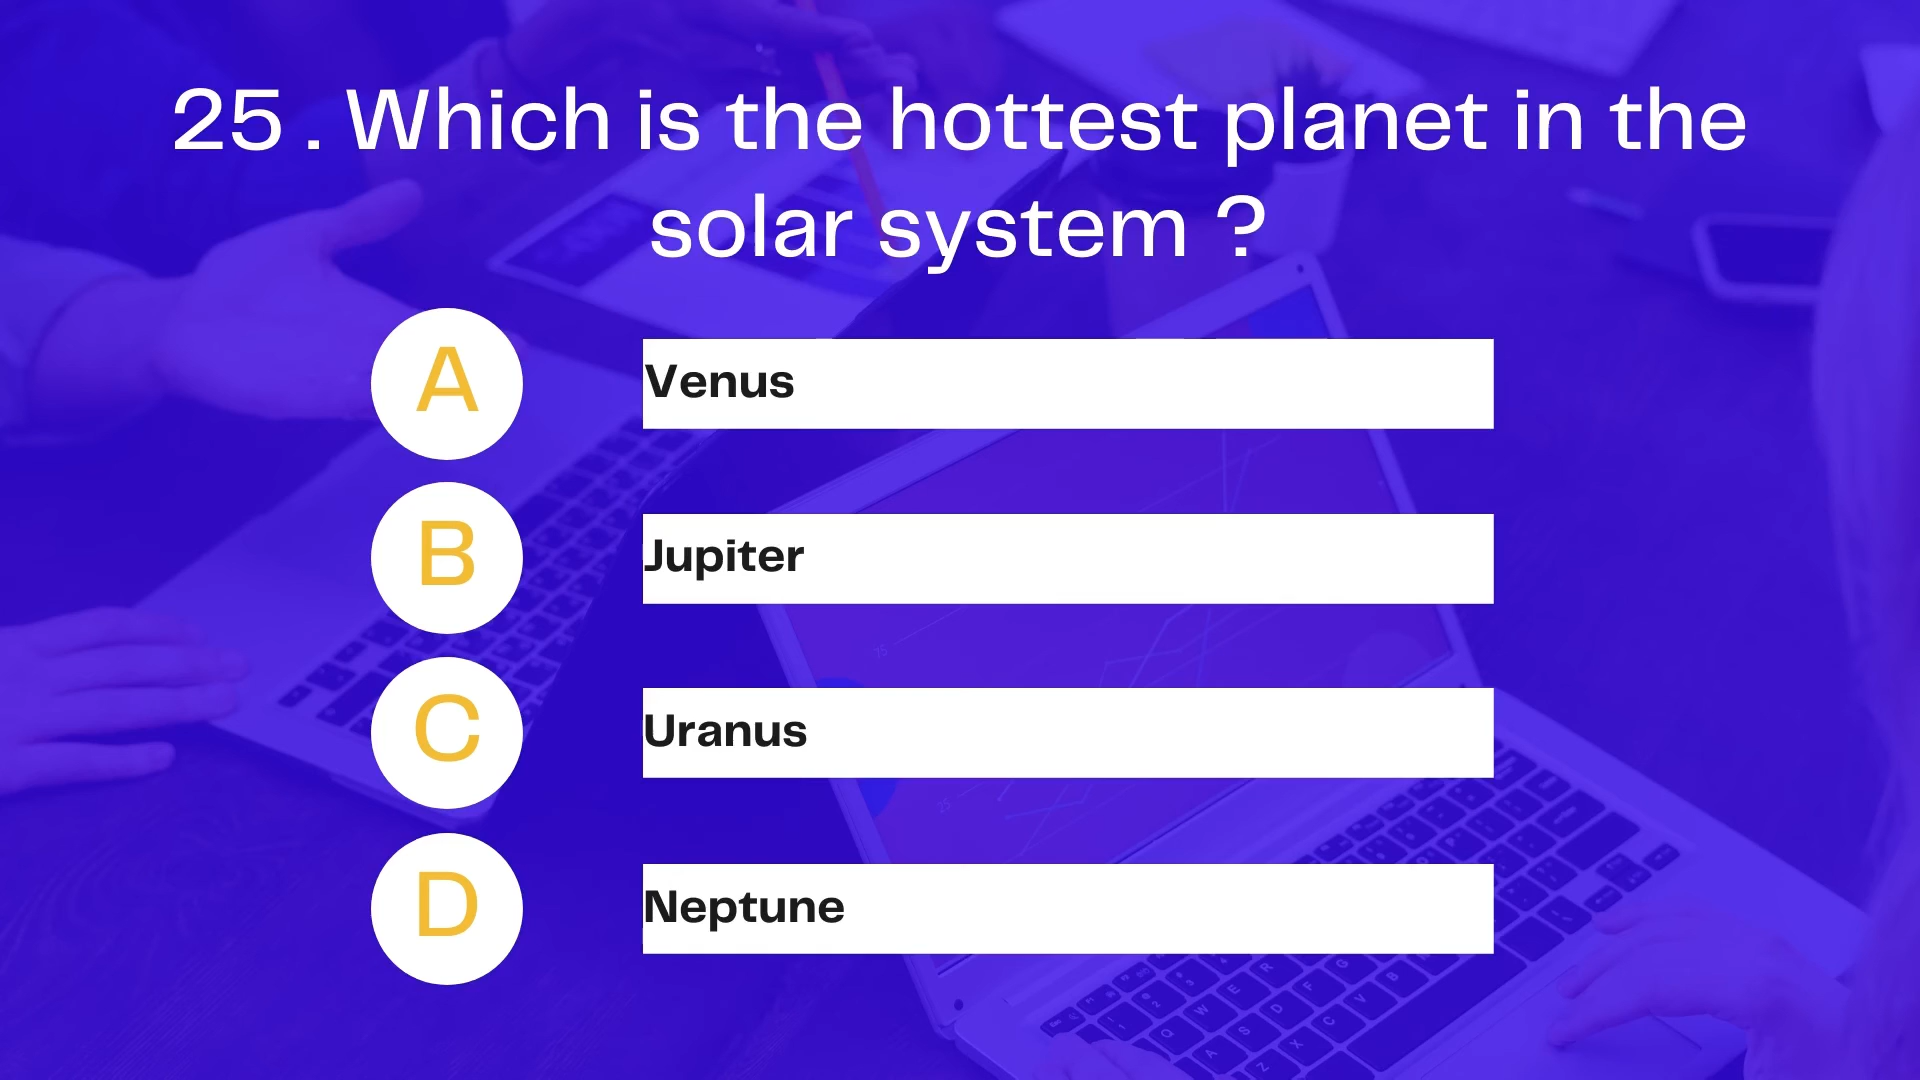 25 . Which is the hottest planet in the
solar system ?
A
Venus
B
Jupiter
C
Uranus
D
Neptune